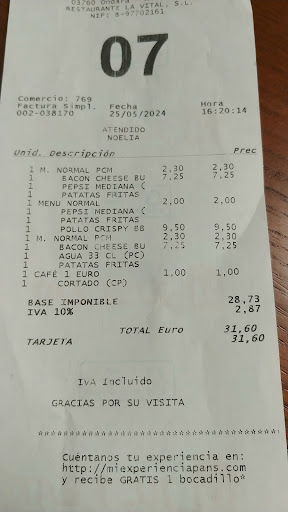 03760 Ondara
RESTAURANTE LA VITAL, S.L.
NIF: B-97702161
07
Comercio: 769
Factura Simpl. Fecha Hora
002-038170 25/05/2024 16:20:14
ATENDIDO
NOELIA
Unid. Descripción Prec
1 M. NORMAL PCM 2,30 2,30
1 BACON CHEESE BU 7,25 7,25
1 PEPSI MEDIANA (
1 PATATAS FRITAS
1 MENU NORMAL 2,00 2,00
1 PEPSI MEDIANA (
1 PATATAS FRITAS
1 POLLO CRISPY BB 9,50 9,50
1 M. NORMAL PCM 2,30 2,30
1 BACON CHEESE BU 7,25 7,25
1 AGUA 33 CL (PC)
1 PATATAS FRITAS
1 CAFÉ 1 EURO 1,00 1,00
1 CORTADO (CP)
BASE IMPONIBLE 28,73
IVA 10% 2,87
TOTAL Euro 31,60
TARJETA 31,60
IVA Incluido
GRACIAS POR SU VISITA
****************************************
Cuéntanos tu experiencia en:
http://miexperienciapans.com
y recibe GRATIS 1 bocadillo*